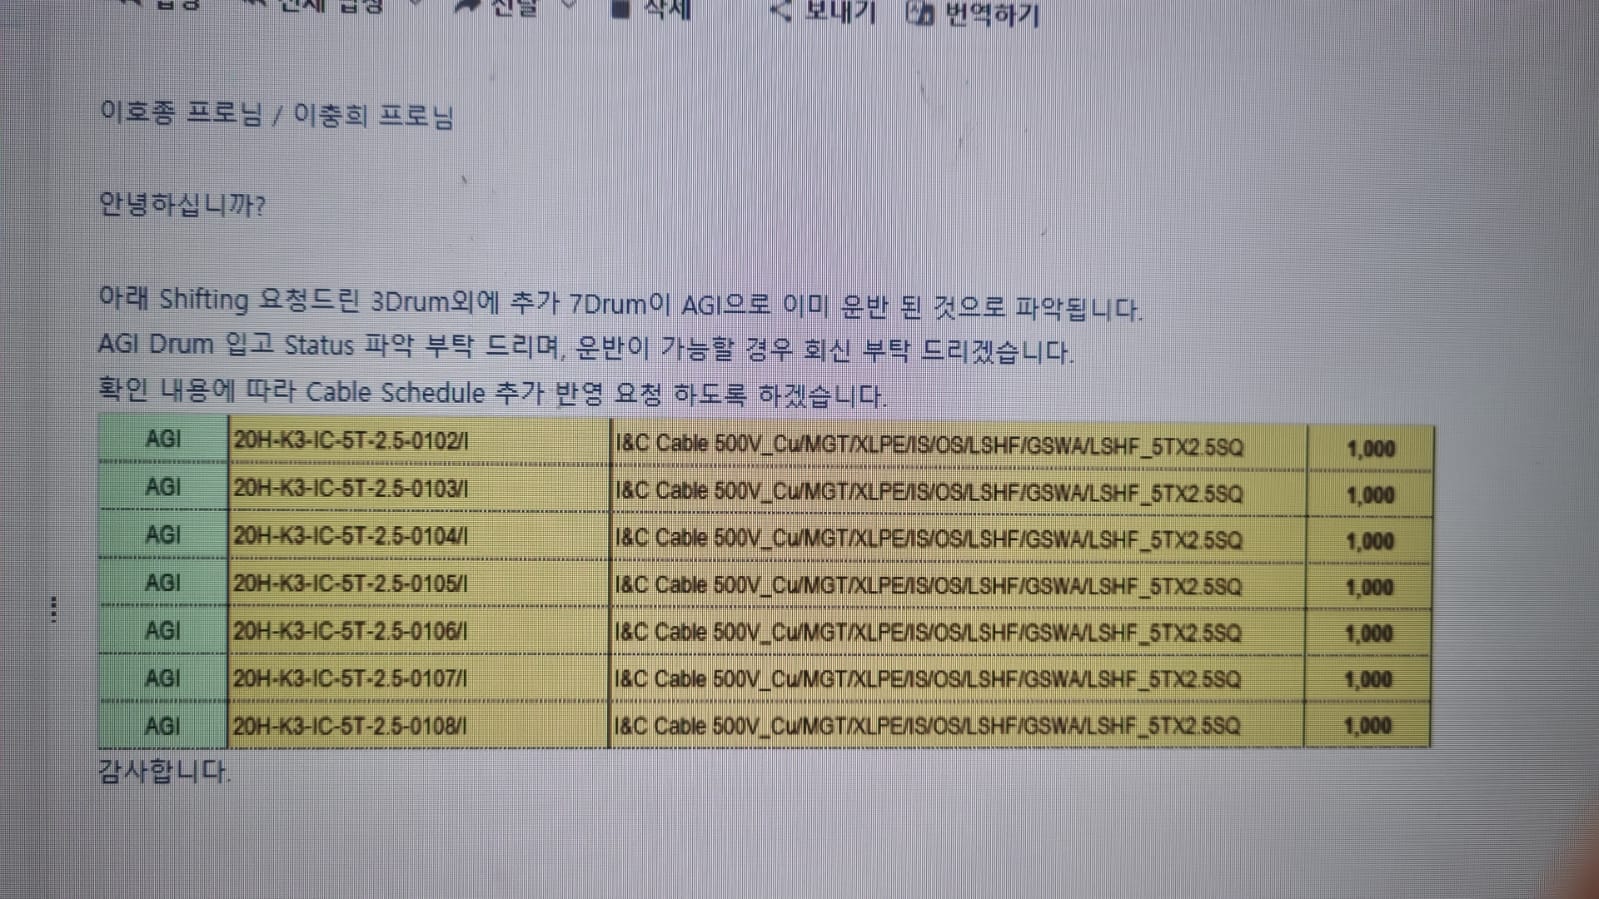 전달 삭제 보내기 번역하기
이호종 프로님 / 이충희 프로님
안녕하십니까?
아래 Shifting 요청드린 3Drum외에 추가 7Drum이 AGI으로 이미 운반 된 것으로 파악됩니다.
AGI Drum 입고 Status 파악 부탁 드리며, 운반이 가능할 경우 회신 부탁 드리겠습니다.
확인 내용에 따라 Cable Schedule 추가 반영 요청 하도록 하겠습니다.
AGI 20H-K3-IC-5T-2.5-0102/I I&C Cable 500V_Cu/MGT/XLPE/IS/OS/LSHF/GSWA/LSHF_5TX2.5SQ 1,000
AGI 20H-K3-IC-5T-2.5-0103/I I&C Cable 500V_Cu/MGT/XLPE/IS/OS/LSHF/GSWA/LSHF_5TX2.5SQ 1,000
AGI 20H-K3-IC-5T-2.5-0104/I I&C Cable 500V_Cu/MGT/XLPE/IS/OS/LSHF/GSWA/LSHF_5TX2.5SQ 1,000
AGI 20H-K3-IC-5T-2.5-0105/I I&C Cable 500V_Cu/MGT/XLPE/IS/OS/LSHF/GSWA/LSHF_5TX2.5SQ 1,000
AGI 20H-K3-IC-5T-2.5-0106/I I&C Cable 500V_Cu/MGT/XLPE/IS/OS/LSHF/GSWA/LSHF_5TX2.5SQ 1,000
AGI 20H-K3-IC-5T-2.5-0107/I I&C Cable 500V_Cu/MGT/XLPE/IS/OS/LSHF/GSWA/LSHF_5TX2.5SQ 1,000
AGI 20H-K3-IC-5T-2.5-0108/I I&C Cable 500V_Cu/MGT/XLPE/IS/OS/LSHF/GSWA/LSHF_5TX2.5SQ 1,000
감사합니다.